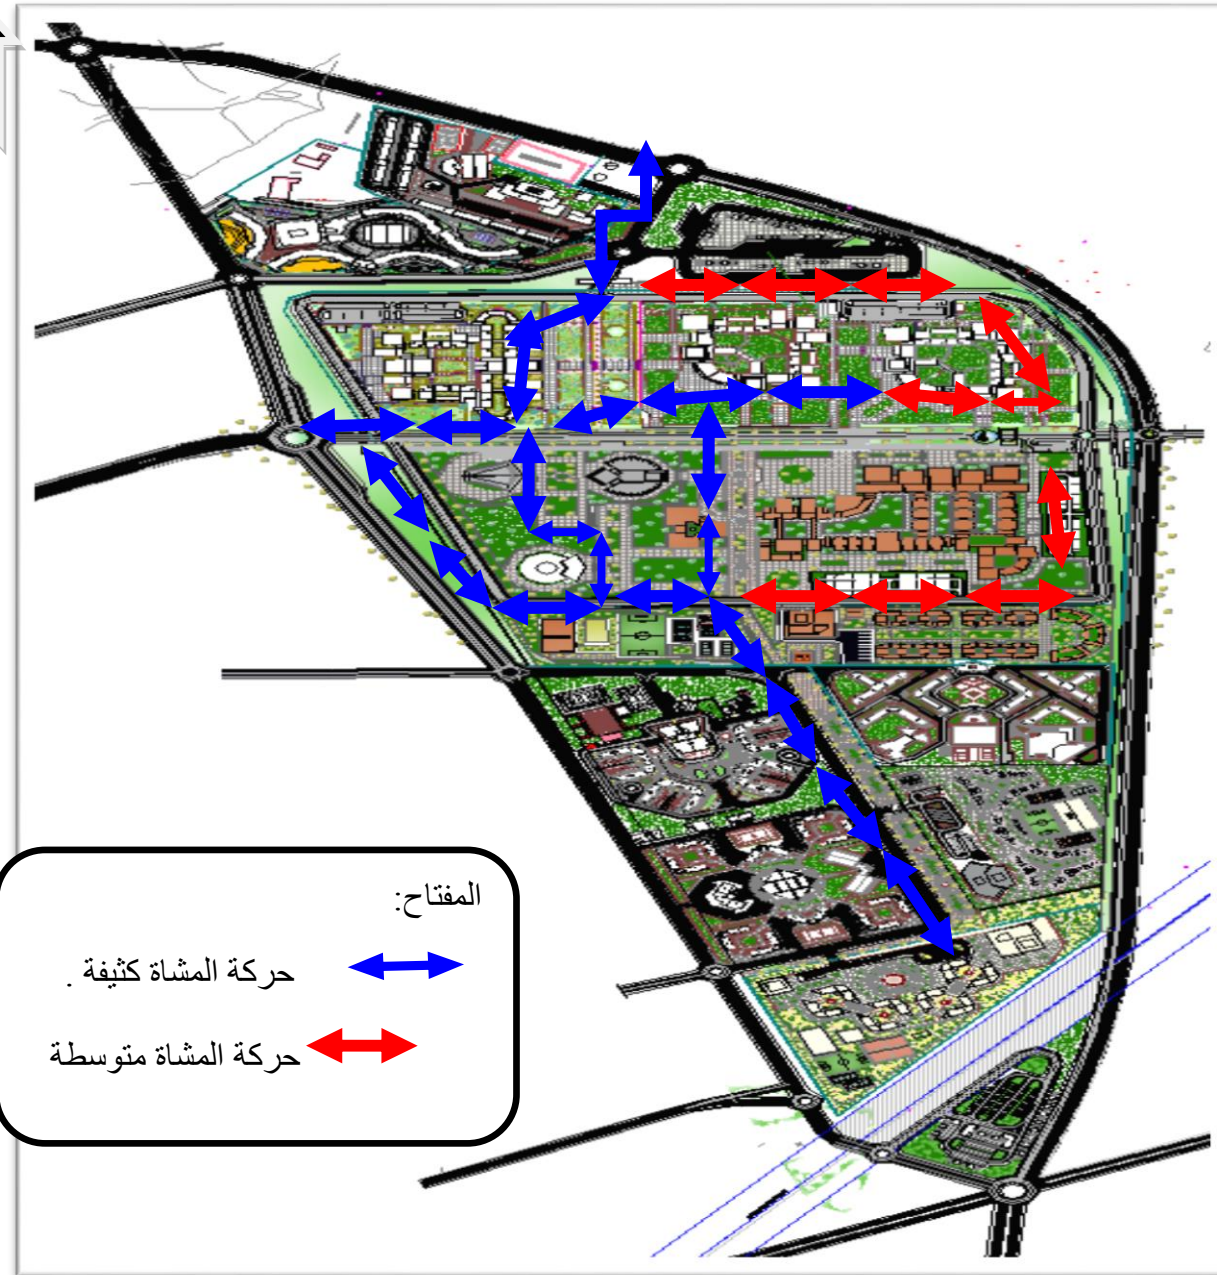 المفتاح:
حركة المشاة كثيفة .
حركة المشاة متوسطة